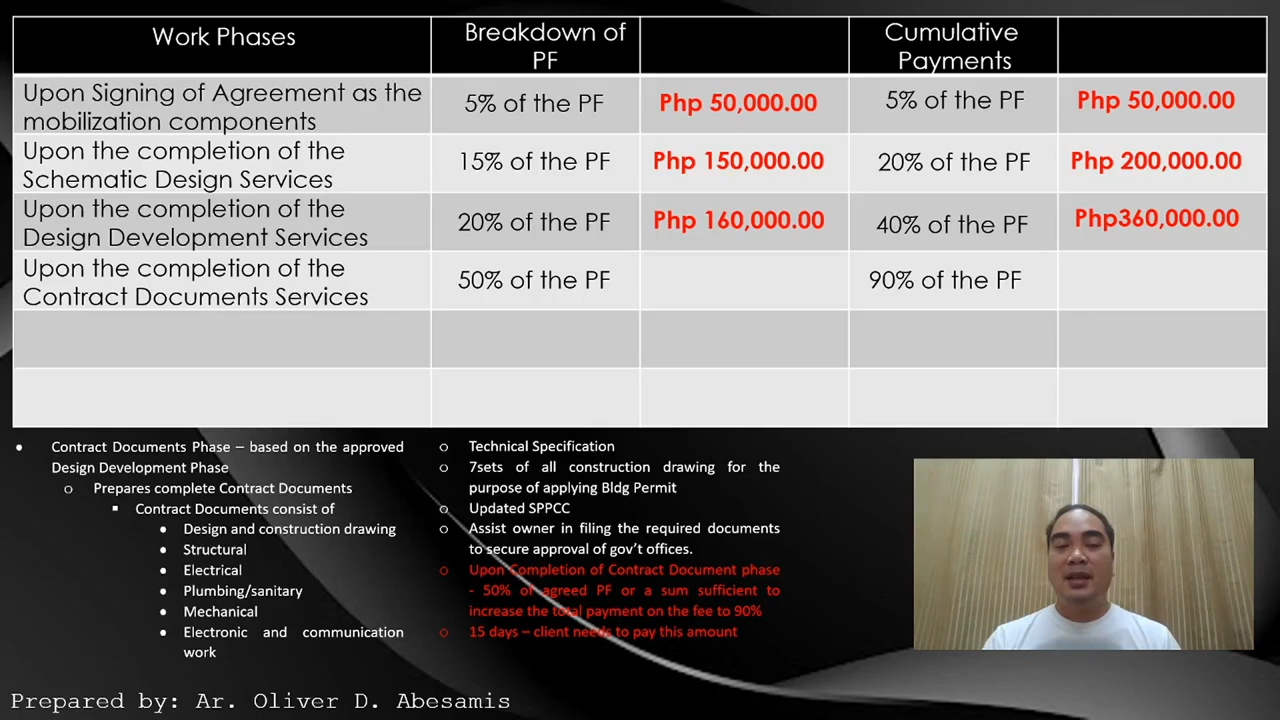 Work Phases
Breakdown of
PF
Cumulative
Payments
Upon Signing of Agreement as the
mobilization components
5% of the PF
Php 50,000.00
5% of the PF
Php 50,000.00
Upon the completion of the
Schematic Design Services
15% of the PF
Php 150,000.00
20% of the PF
Php 200,000.00
Upon the completion of the
Design Development Services
20% of the PF
Php 160,000.00
40% of the PF
Php360,000.00
Upon the completion of the
Contract Documents Services
50% of the PF
90% of the PF
• Contract Documents Phase – based on the approved
Design Development Phase
o Prepares complete Contract Documents
▪ Contract Documents consist of
• Design and construction drawing
• Structural
• Electrical
• Plumbing/sanitary
• Mechanical
• Electronic and communication
work
o Technical Specification
o 7sets of all construction drawing for the
purpose of applying Bldg Permit
o Updated SPPCC
o Assist owner in filing the required documents
to secure approval of gov't offices.
o Upon Completion of Contract Document phase
- 50% of agreed PF or a sum sufficient to
increase the total payment on the fee to 90%
o 15 days – client needs to pay this amount
Prepared by: Ar. Oliver D. Abesamis